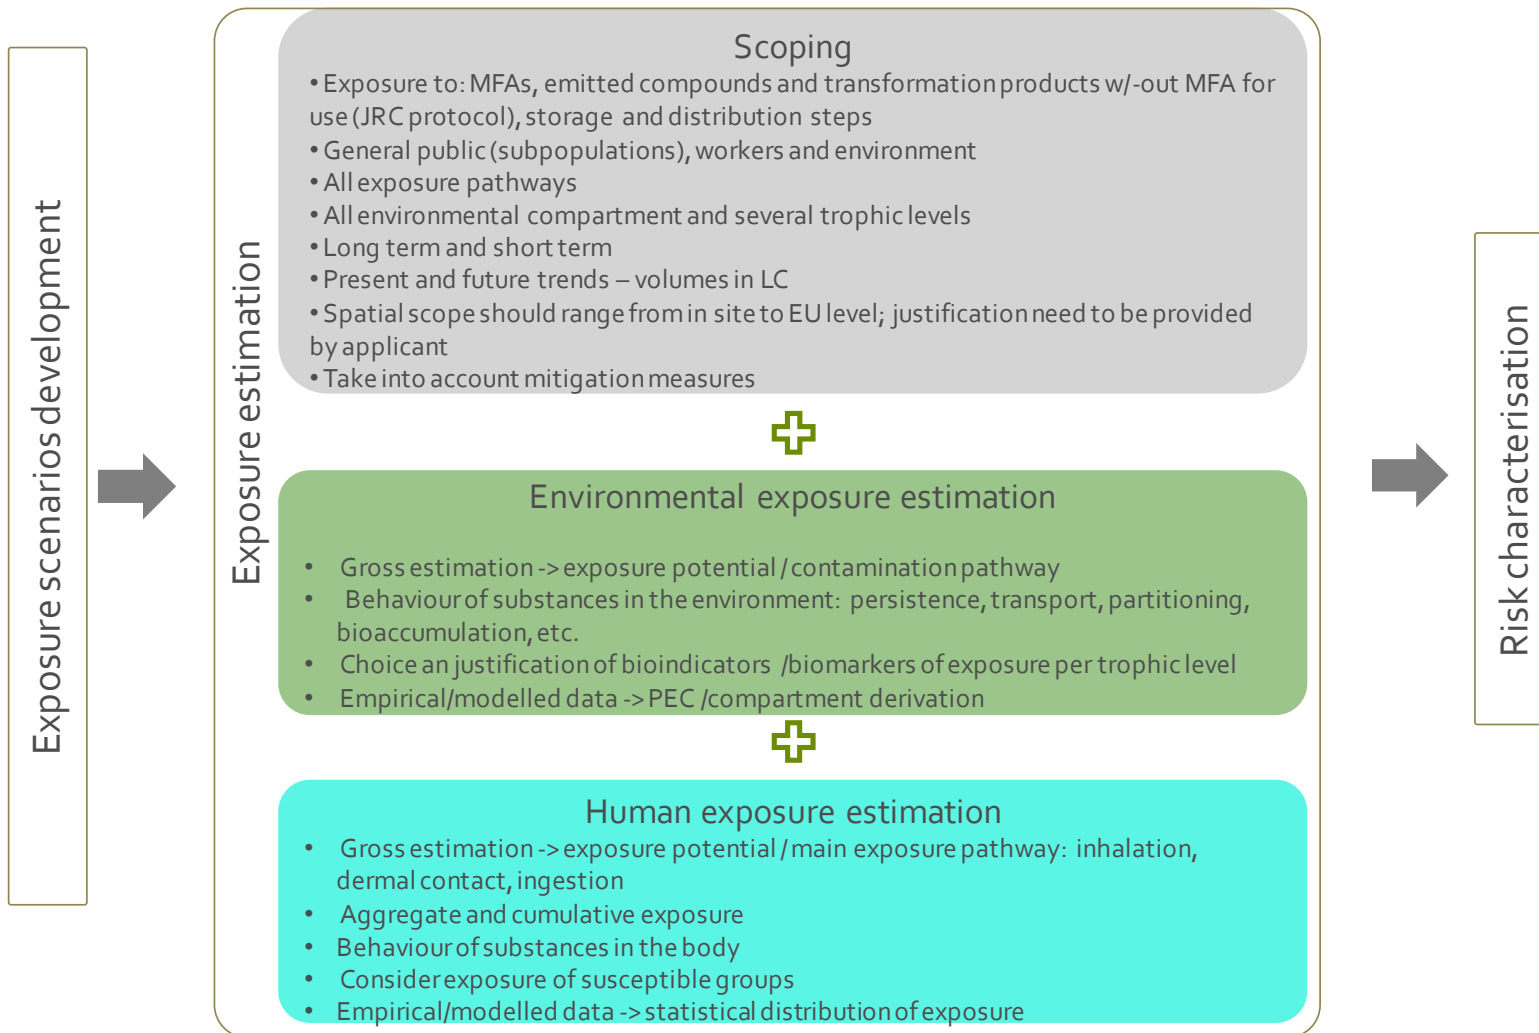 Exposure scenarios development
Exposure estimation
Scoping
• Exposure to: MFAs, emitted compounds and transformation products w/-out MFA for
use (JRC protocol), storage and distribution steps
• General public (subpopulations), workers and environment
• All exposure pathways
• All environmental compartment and several trophic levels
• Long term and short term
• Present and future trends – volumes in LC
• Spatial scope should range from in site to EU level; justification need to be provided
by applicant
• Take into account mitigation measures
Environmental exposure estimation
• Gross estimation -> exposure potential / contamination pathway
• Behaviour of substances in the environment: persistence, transport, partitioning,
bioaccumulation, etc.
• Choice an justification of bioindicators /biomarkers of exposure per trophic level
• Empirical/modelled data -> PEC /compartment derivation
Human exposure estimation
• Gross estimation -> exposure potential / main exposure pathway: inhalation,
dermal contact, ingestion
• Aggregate and cumulative exposure
• Behaviour of substances in the body
• Consider exposure of susceptible groups
• Empirical/modelled data -> statistical distribution of exposure
Risk characterisation